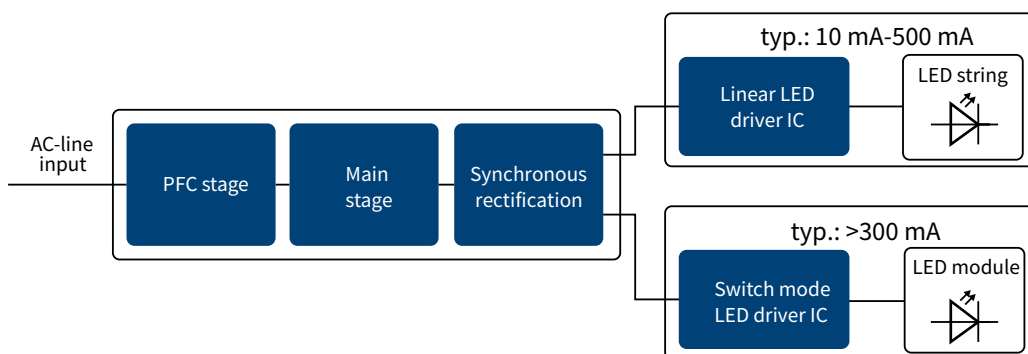 AC-line
input
PFC stage
Main
stage
Synchronous
rectification
typ.: 10 mA-500 mA
Linear LED
driver IC
LED string
typ.: >300 mA
Switch mode
LED driver IC
LED module